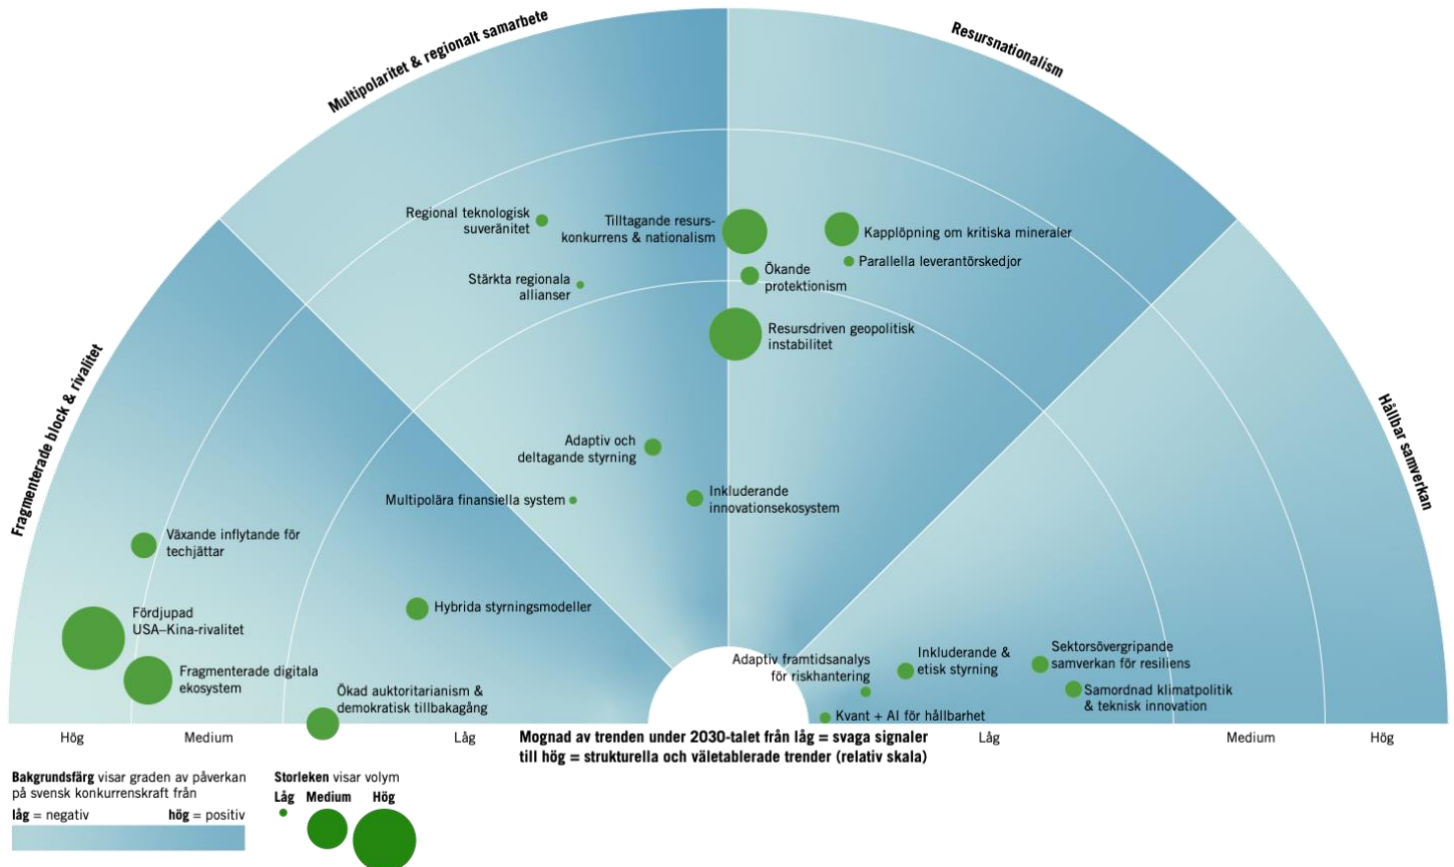 Multipolaritet & regionalt samarbete
Resursnationalism
Fragmenterade block & rivalitet
Hållbar samverkan
Regional teknologisk
suveränitet
Stärkta regionala
allianser
Tilltagande resurs-
konkurrens & nationalism
Kapplöpning om kritiska mineraler
Parallella leverantörskedjor
Ökande
protektionism
Resursdriven geopolitisk
instabilitet
Adaptiv och
deltagande styrning
Multipolära finansiella system
Inkluderande
innovationsekosystem
Växande inflytande för
techjättar
Hybrida styrningsmodeller
Fördjupad
USA–Kina-rivalitet
Fragmenterade digitala
ekosystem
Ökad auktoritarianism &
demokratisk tillbakagång
Adaptiv framtidsanalys
för riskhantering
Inkluderande &
etisk styrning
Sektorsövergripande
samverkan för resiliens
Samordnad klimatpolitik
& teknisk innovation
Kvant + AI för hållbarhet
Hög
Medium
Låg
Mognad av trenden under 2030-talet från låg = svaga signaler
till hög = strukturella och väletablerade trender (relativ skala)
Låg
Medium
Hög
Bakgrundsfärg visar graden av påverkan
på svensk konkurrenskraft från
låg = negativ
hög = positiv
Storleken visar volym
Låg
Medium
Hög